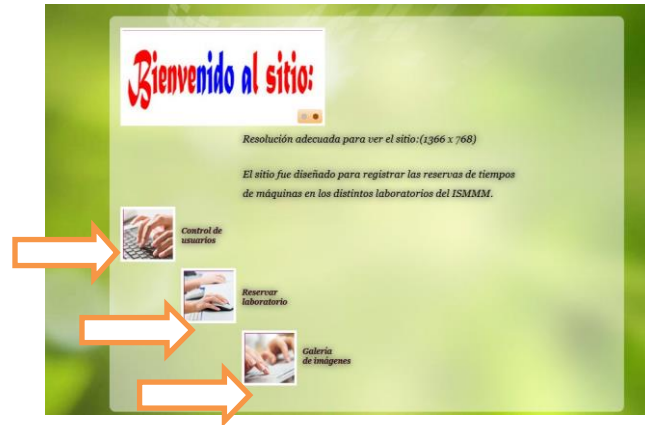 Bienvenido al sitio:
Resolución adecuada para ver el sitio:(1366 x 768)
El sitio fue diseñado para registrar las reservas de tiempos
de máquinas en los distintos laboratorios del ISMMM.
Control de
usuarios
Reservar
laboratorio
Galería
de imágenes